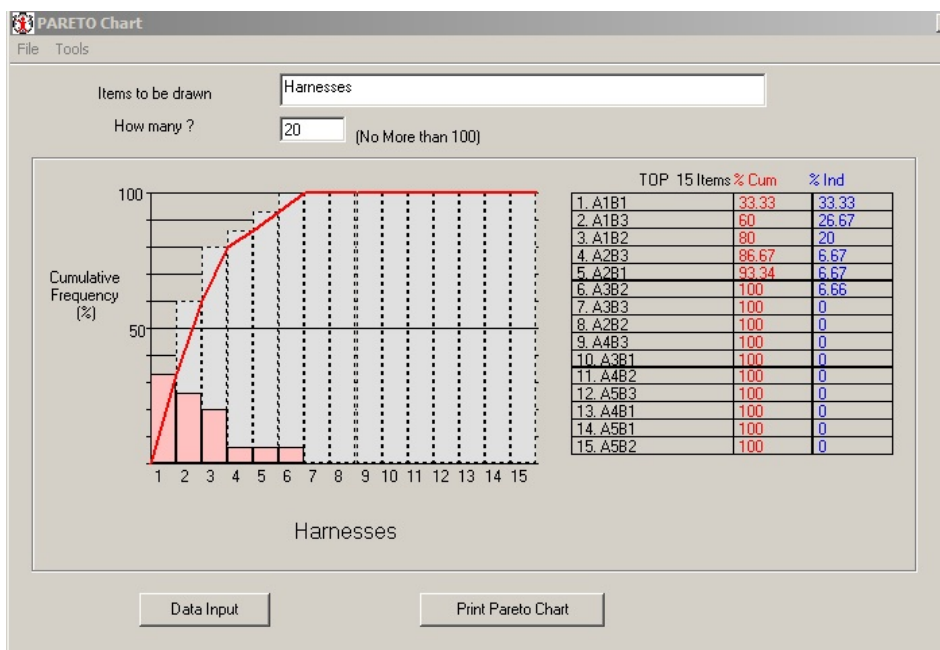 PARETO Chart
File Tools
Items to be drawn Harnesses
How many ? 20 (No More than 100)
TOP 15 Items % Cum % Ind
100
50
Cumulative
Frequency
(%)
1. A1B1 33.33 33.33
2. A1B3 60 26.67
3. A1B2 80 20
4. A2B3 86.67 6.67
5. A2B1 93.34 6.67
6. A3B2 100 6.66
7. A3B3 100 0
8. A2B2 100 0
9. A4B3 100 0
10. A3B1 100 0
11. A4B2 100 0
12. A5B3 100 0
13. A4B1 100 0
14. A5B1 100 0
15. A5B2 100 0
1 2 3 4 5 6 7 8 9 10 11 12 13 14 15
Harnesses
Data Input Print Pareto Chart